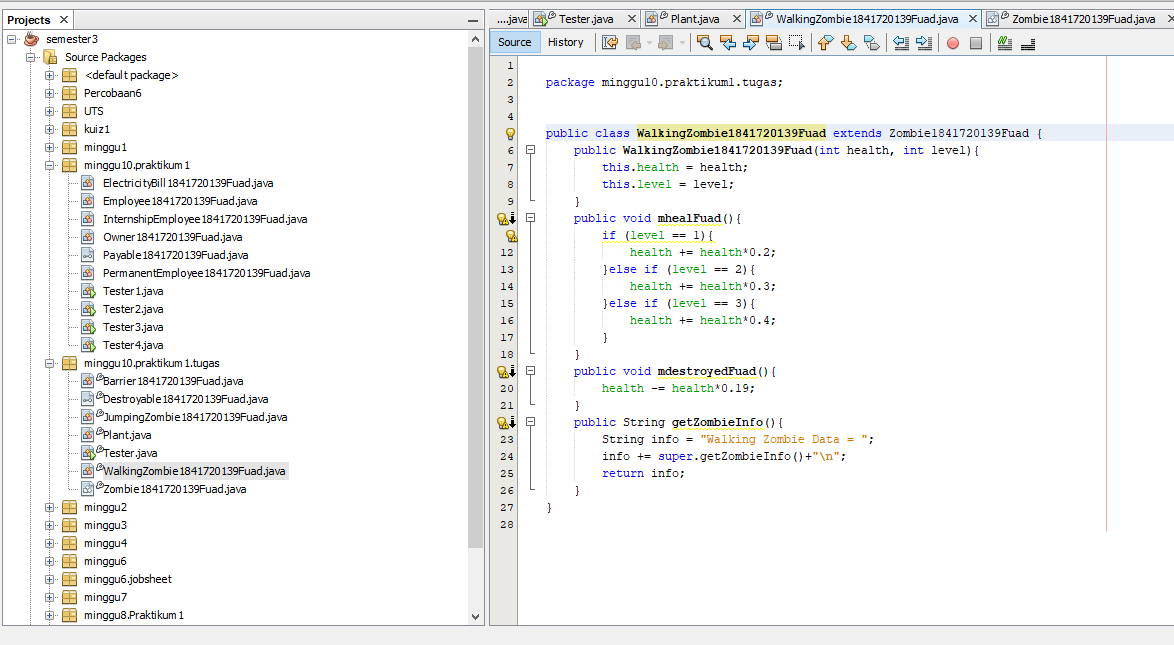 Projects
semester3
Source Packages
<default package>
Percobaan6
UTS
kuiz1
minggu1
minggu10.praktikum1
ElectricityBill1841720139Fuad.java
Employee1841720139Fuad.java
InternshipEmployee1841720139Fuad.java
Owner1841720139Fuad.java
Payable1841720139Fuad.java
PermanentEmployee1841720139Fuad.java
Tester1.java
Tester2.java
Tester3.java
Tester4.java
minggu10.praktikum1.tugas
Barrier1841720139Fuad.java
Destroyable1841720139Fuad.java
JumpingZombie1841720139Fuad.java
Plant.java
Tester.java
WalkingZombie1841720139Fuad.java
Zombie1841720139Fuad.java
minggu2
minggu3
minggu4
minggu6
minggu6.jobsheet
minggu7
minggu8.Praktikum1
...java Tester.java Plant.java WalkingZombie1841720139Fuad.java Zombie1841720139Fuad.java
Source History
1
2 package minggu10.praktikum1.tugas;
3
4
public class WalkingZombie1841720139Fuad extends Zombie1841720139Fuad {
6 public WalkingZombie1841720139Fuad(int health, int level){
7 this.health = health;
8 this.level = level;
9 }
public void mhealFuad(){
if (level == 1){
12 health += health*0.2;
13 }else if (level == 2){
14 health += health*0.3;
15 }else if (level == 3){
16 health += health*0.4;
17 }
18 }
public void mdestroyedFuad(){
20 health -= health*0.19;
21 }
public String getZombieInfo(){
23 String info = "Walking Zombie Data = ";
24 info += super.getZombieInfo()+"\n";
25 return info;
26 }
27 }
28